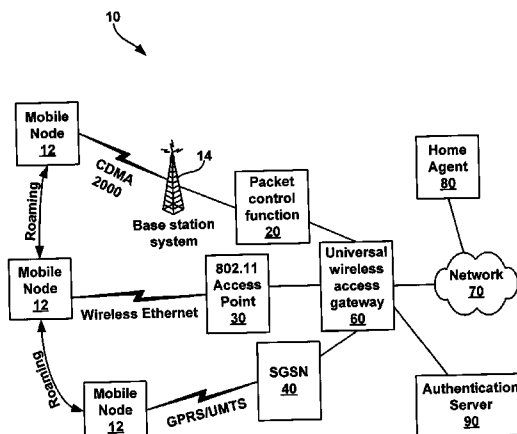 10
Mobile
Node
12
CDMA
2000
14
Base station
system
Packet
control
function
20
Home
Agent
80
Roaming
Mobile
Node
12
Wireless Ethernet
802.11
Access
Point
30
Universal
wireless
access
gateway
60
Network
70
Roaming
Mobile
Node
12
GPRS/UMTS
SGSN
40
Authentication
Server
90